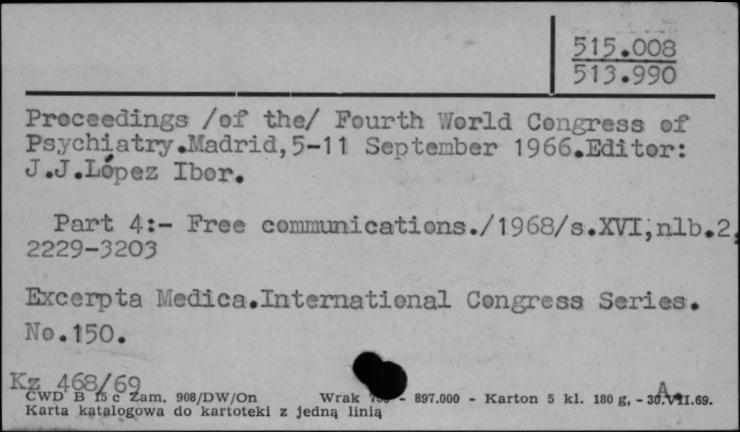 515.008
513.990
Proceedings /of the/ Fourth World Congress of
Psychiatry.Madrid,5-11 September 1966.Editor:
J.J.López Ibor.
Part 4:- Free communications./1968/s.XVI,nlb.2,
2229-3203
Excerpta Medica.International Congress Series.
No.150.
Kz 468/69
A.
CWD B 15 c Zam. 908/DW/On Wrak - 897.000 - Karton 5 kl. 180 g, - 30.VII.69.
Karta katalogowa do kartoteki z jedną linią